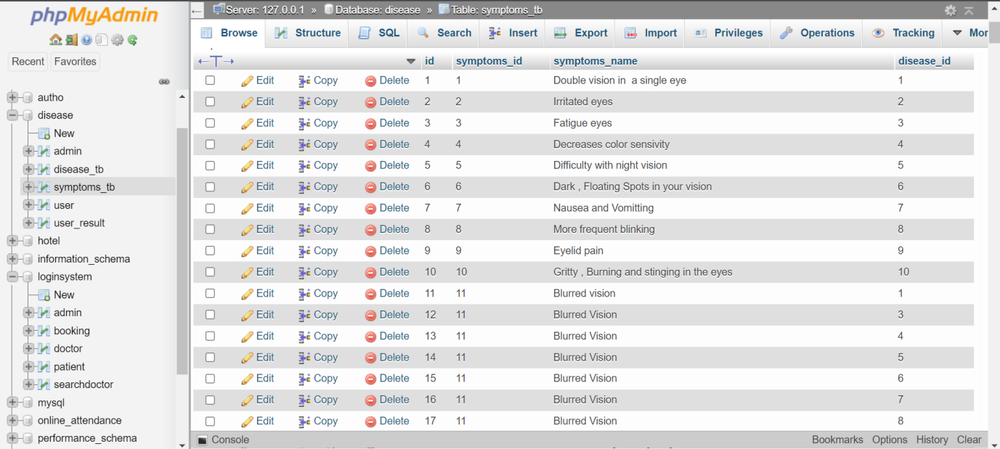 phpMyAdmin
Recent Favorites
autho
disease
New
admin
disease_tb
symptoms_tb
user
user_result
hotel
information_schema
loginsystem
New
admin
booking
doctor
patient
searchdoctor
mysql
online_attendance
performance_schema
Server: 127.0.0.1 » Database: disease » Table: symptoms_tb
Browse Structure SQL Search Insert Export Import Privileges Operations Tracking Mor
id symptoms_id symptoms_name disease_id
Edit Copy Delete 1 1 Double vision in a single eye 1
Edit Copy Delete 2 2 Irritated eyes 2
Edit Copy Delete 3 3 Fatigue eyes 3
Edit Copy Delete 4 4 Decreases color sensivity 4
Edit Copy Delete 5 5 Difficulty with night vision 5
Edit Copy Delete 6 6 Dark , Floating Spots in your vision 6
Edit Copy Delete 7 7 Nausea and Vomitting 7
Edit Copy Delete 8 8 More frequent blinking 8
Edit Copy Delete 9 9 Eyelid pain 9
Edit Copy Delete 10 10 Gritty , Burning and stinging in the eyes 10
Edit Copy Delete 11 11 Blurred vision 1
Edit Copy Delete 12 11 Blurred Vision 3
Edit Copy Delete 13 11 Blurred Vision 4
Edit Copy Delete 14 11 Blurred Vision 5
Edit Copy Delete 15 11 Blurred Vision 6
Edit Copy Delete 16 11 Blurred Vision 7
Edit Copy Delete 17 11 Blurred Vision 8
Console Bookmarks Options History Clear